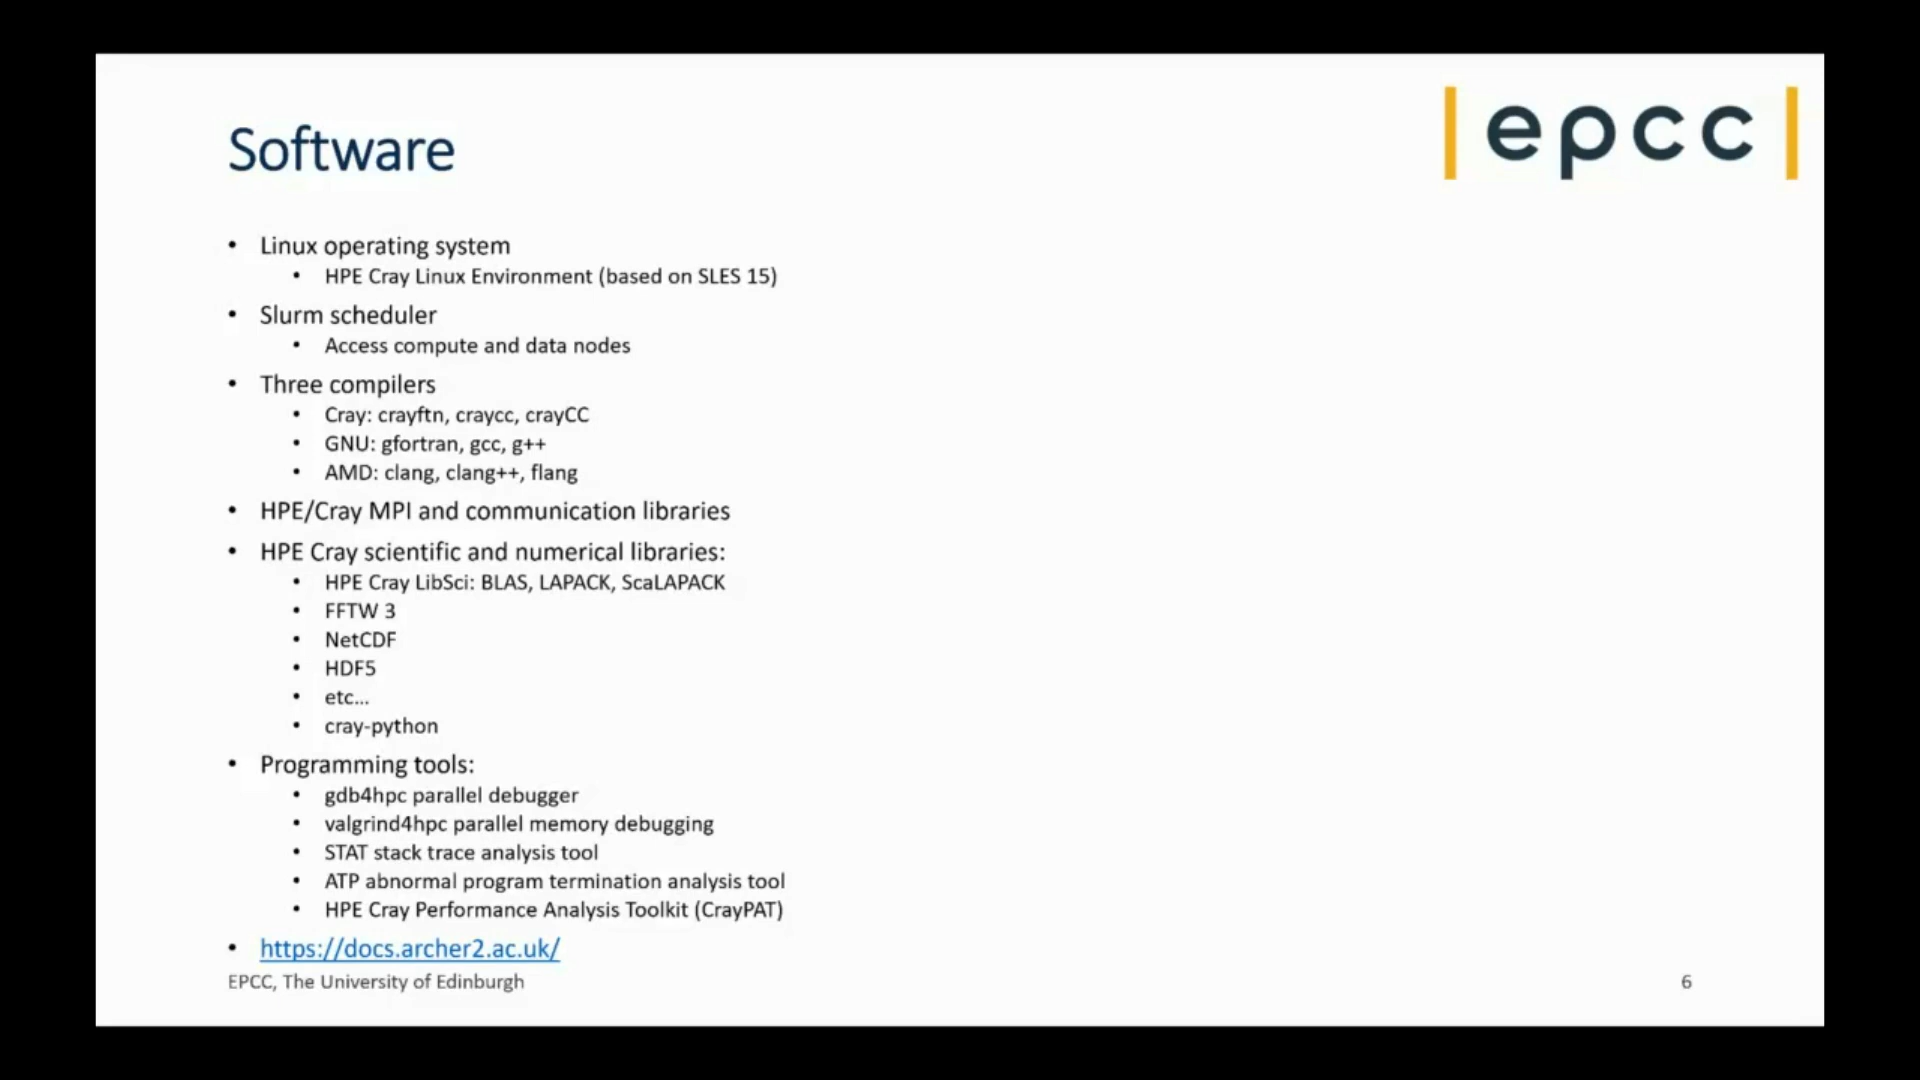 Software
| epcc |
• Linux operating system
• HPE Cray Linux Environment (based on SLES 15)
• Slurm scheduler
• Access compute and data nodes
• Three compilers
• Cray: crayftn, craycc, crayCC
• GNU: gfortran, gcc, g++
• AMD: clang, clang++, flang
• HPE/Cray MPI and communication libraries
• HPE Cray scientific and numerical libraries:
• HPE Cray LibSci: BLAS, LAPACK, ScaLAPACK
• FFTW 3
• NetCDF
• HDF5
• etc...
• cray-python
• Programming tools:
• gdb4hpc parallel debugger
• valgrind4hpc parallel memory debugging
• STAT stack trace analysis tool
• ATP abnormal program termination analysis tool
• HPE Cray Performance Analysis Toolkit (CrayPAT)
• https://docs.archer2.ac.uk/
EPCC, The University of Edinburgh
6